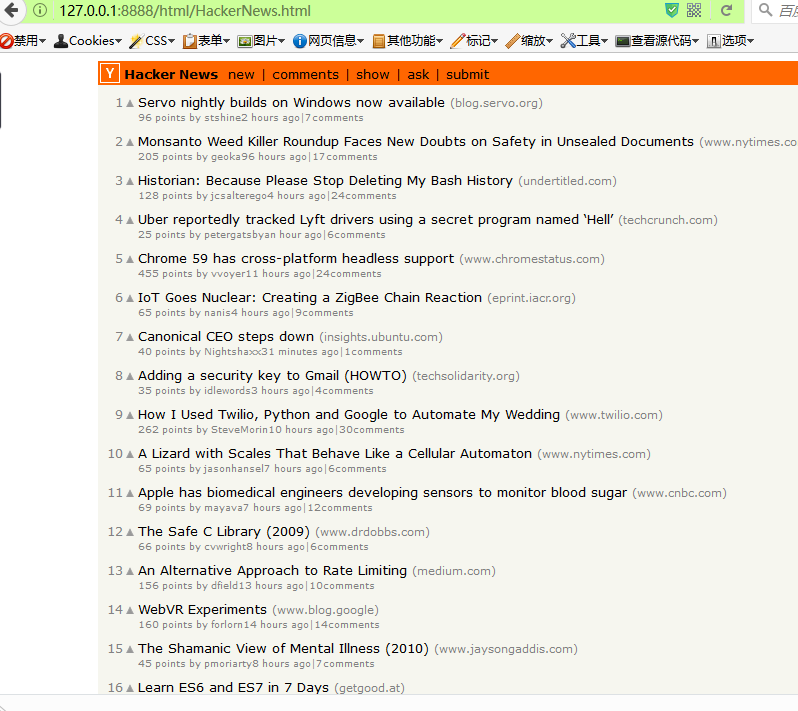 127.0.0.1:8888/html/HackerNews.html
禁用 Cookies CSS 表单 图片 网页信息 其他功能 标记 缩放 工具 查看源代码 选项
Y Hacker News new | comments | show | ask | submit
1 Servo nightly builds on Windows now available (blog.servo.org)
96 points by stshine2 hours ago|7comments
2 Monsanto Weed Killer Roundup Faces New Doubts on Safety in Unsealed Documents (www.nytimes.co
205 points by geoka96 hours ago|17comments
3 Historian: Because Please Stop Deleting My Bash History (undertitled.com)
128 points by jcsalterego4 hours ago|24comments
4 Uber reportedly tracked Lyft drivers using a secret program named ‘Hell’ (techcrunch.com)
25 points by petergatsbyan hour ago|6comments
5 Chrome 59 has cross-platform headless support (www.chromestatus.com)
455 points by vvoyer11 hours ago|24comments
6 IoT Goes Nuclear: Creating a ZigBee Chain Reaction (eprint.iacr.org)
65 points by nanis4 hours ago|9comments
7 Canonical CEO steps down (insights.ubuntu.com)
40 points by Nightshaxx31 minutes ago|1comments
8 Adding a security key to Gmail (HOWTO) (techsolidarity.org)
35 points by idlewords3 hours ago|4comments
9 How I Used Twilio, Python and Google to Automate My Wedding (www.twilio.com)
262 points by SteveMorin10 hours ago|30comments
10 A Lizard with Scales That Behave Like a Cellular Automaton (www.nytimes.com)
65 points by jasonhansel7 hours ago|6comments
11 Apple has biomedical engineers developing sensors to monitor blood sugar (www.cnbc.com)
69 points by mayava7 hours ago|12comments
12 The Safe C Library (2009) (www.drdobbs.com)
66 points by cvwright8 hours ago|6comments
13 An Alternative Approach to Rate Limiting (medium.com)
156 points by dfield13 hours ago|10comments
14 WebVR Experiments (www.blog.google)
160 points by forlorn14 hours ago|14comments
15 The Shamanic View of Mental Illness (2010) (www.jaysongaddis.com)
45 points by pmoriarty8 hours ago|7comments
16 Learn ES6 and ES7 in 7 Days (getgood.at)